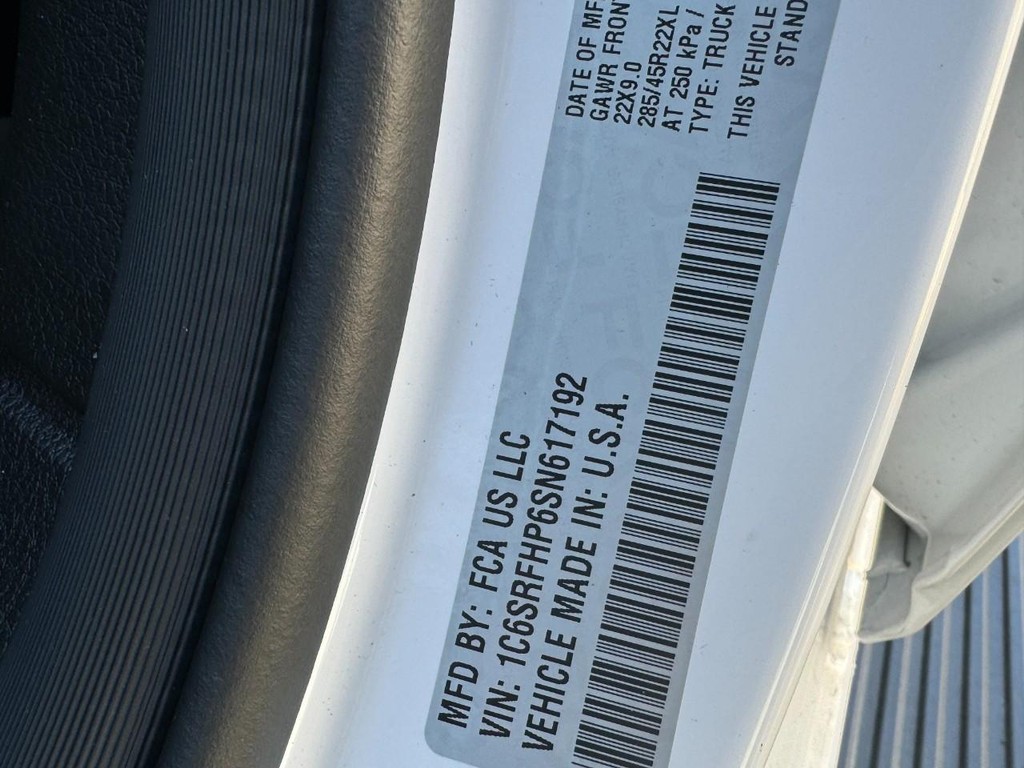 MFD BY: FCA US LLC
VIN: 1C6SRFHP6SN617192
VEHICLE MADE IN: U.S.A.
DATE OF MF
GAWR FRONT
22X9.0
285/45R22XL
AT 250 kPa /
TYPE: TRUCK
THIS VEHICLE
STAND